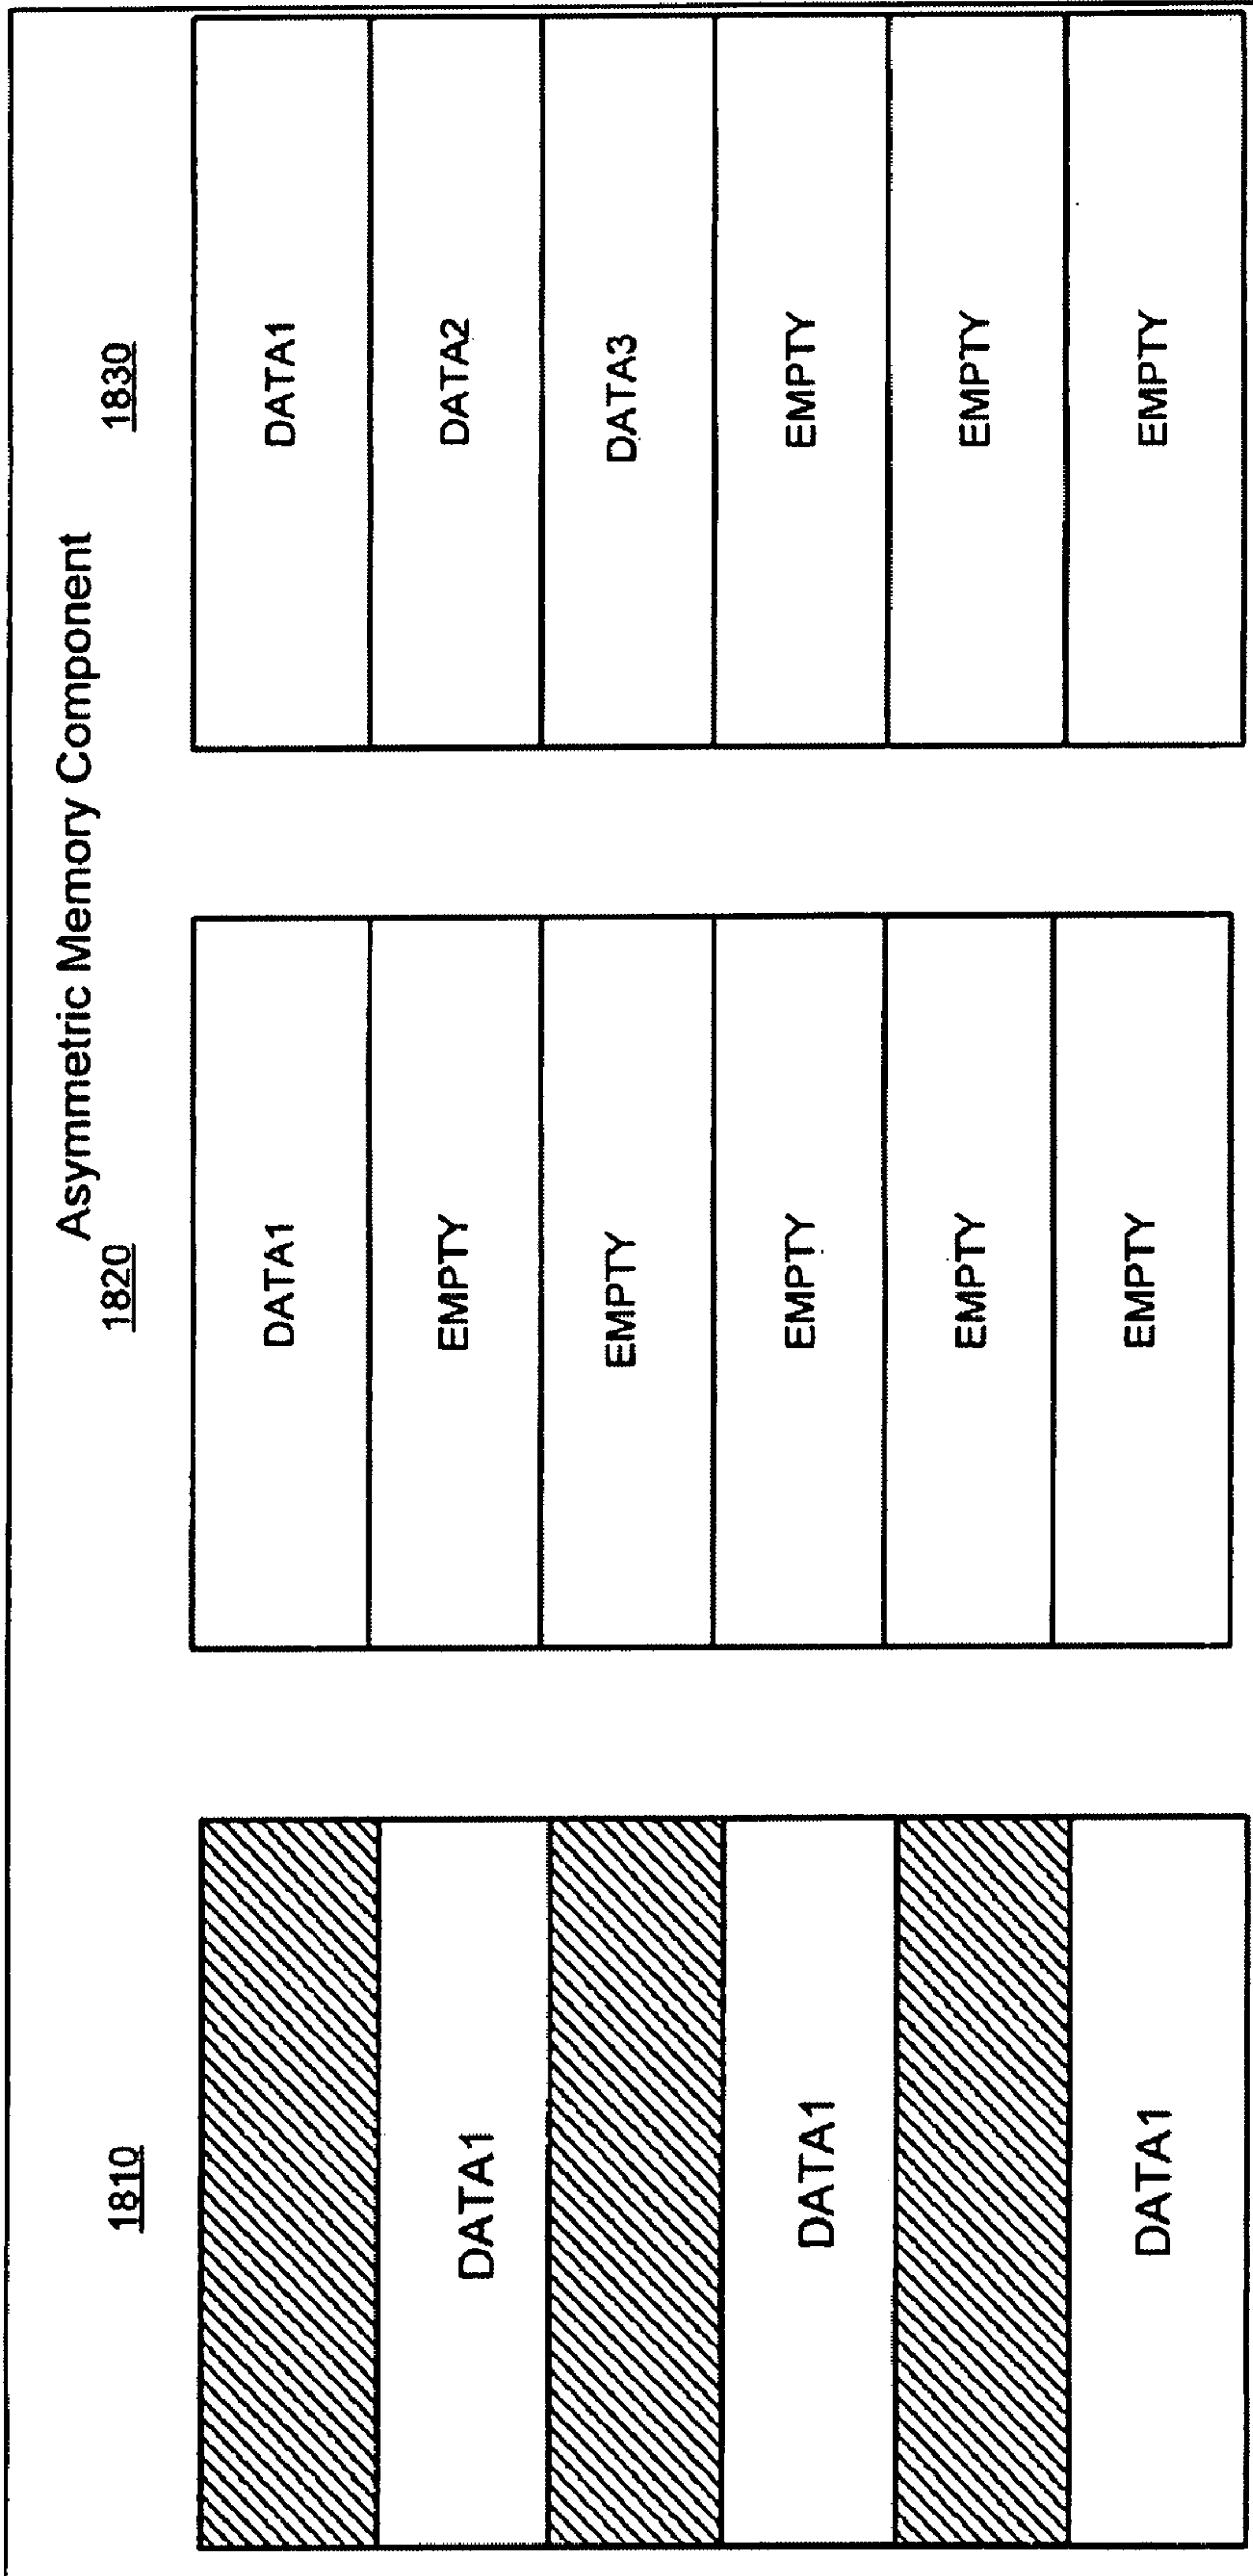 Asymmetric Memory Component
1810
DATA1
DATA1
DATA1
1820
DATA1
EMPTY
EMPTY
EMPTY
EMPTY
EMPTY
1830
DATA1
DATA2
DATA3
EMPTY
EMPTY
EMPTY